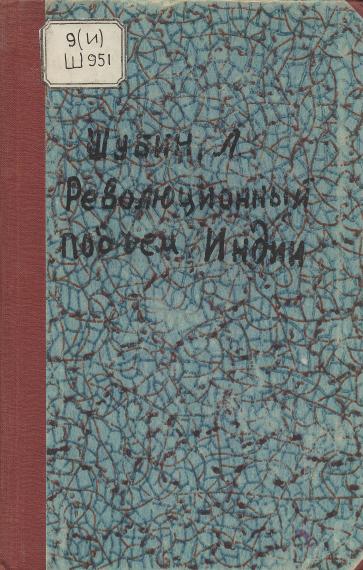 9(и)
Ш951
Шубин, Л
Революционный
подъем Индии